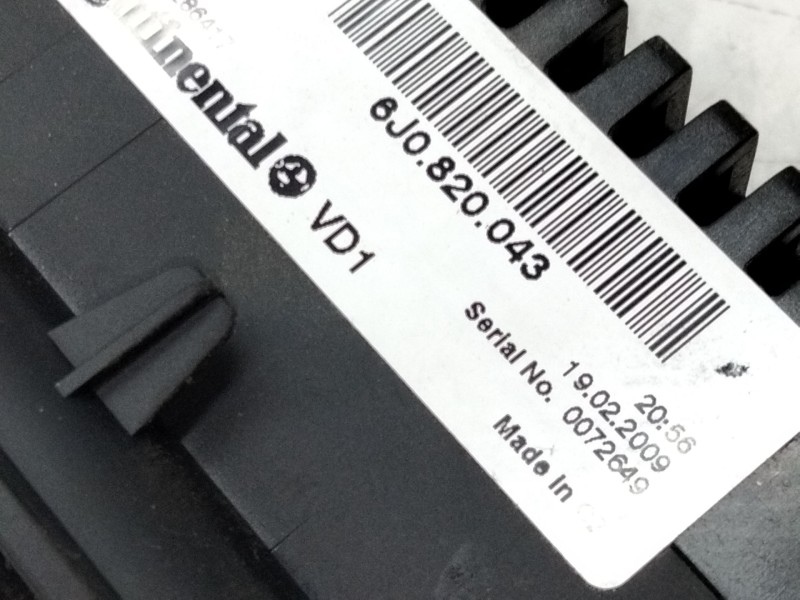 Continental
VD1
6J0.820.043
20:56
19.02.2009
Serial No. 0072649
Made in